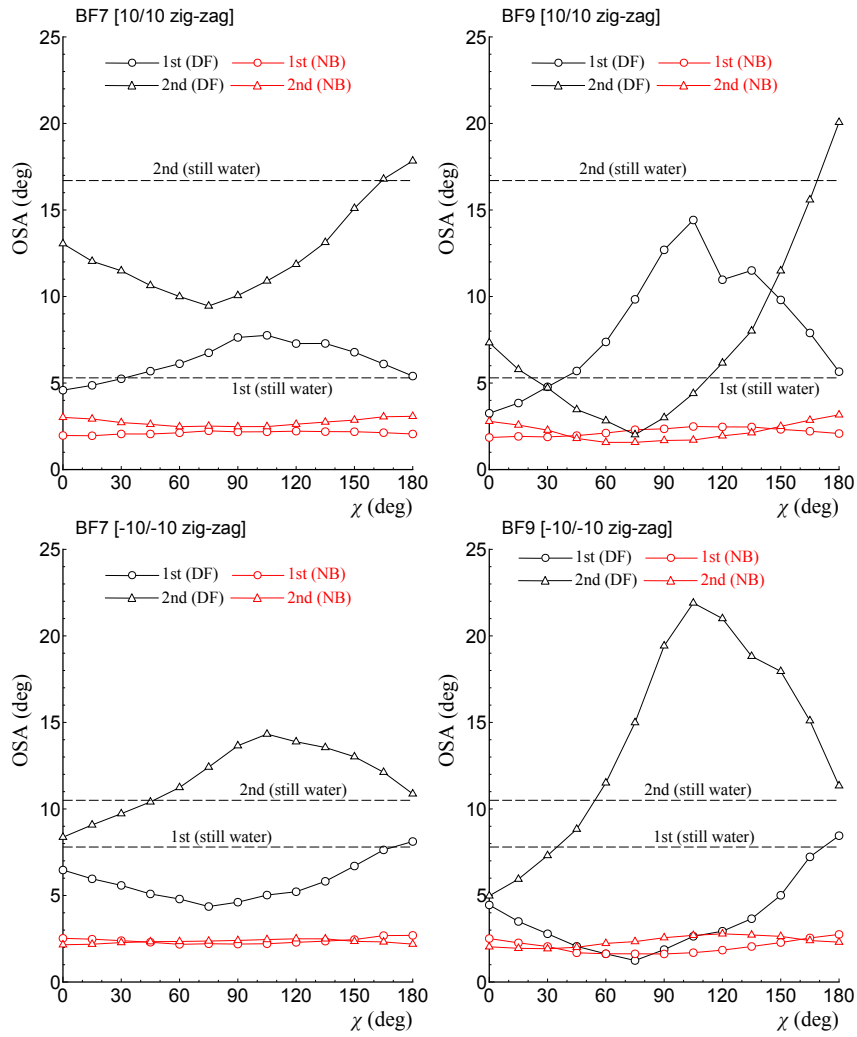 BF7 [10/10 zig-zag]
1st (DF) 1st (NB)
2nd (DF) 2nd (NB)
OSA (deg)
25
20
15
10
5
0
2nd (still water)
1st (still water)
0 30 60 90 120 150 180
χ (deg)
BF9 [10/10 zig-zag]
1st (DF) 1st (NB)
2nd (DF) 2nd (NB)
OSA (deg)
25
20
15
10
5
0
2nd (still water)
1st (still water)
0 30 60 90 120 150 180
χ (deg)
BF7 [-10/-10 zig-zag]
1st (DF) 1st (NB)
2nd (DF) 2nd (NB)
OSA (deg)
25
20
15
10
5
0
2nd (still water)
1st (still water)
0 30 60 90 120 150 180
χ (deg)
BF9 [-10/-10 zig-zag]
1st (DF) 1st (NB)
2nd (DF) 2nd (NB)
OSA (deg)
25
20
15
10
5
0
2nd (still water)
1st (still water)
0 30 60 90 120 150 180
χ (deg)